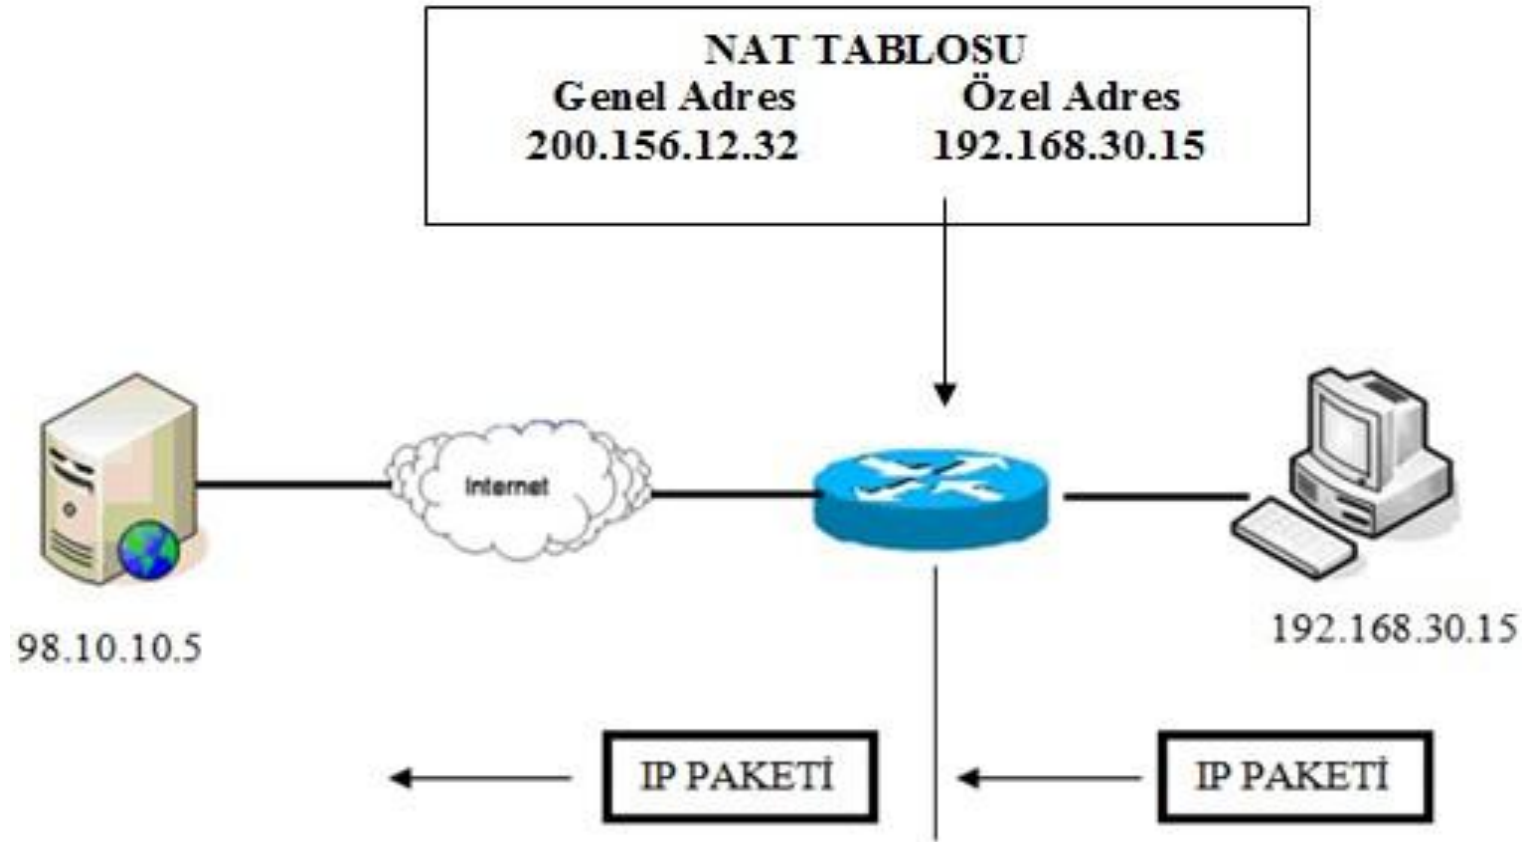 NAT TABLOSU
Genel Adres Özel Adres
200.156.12.32 192.168.30.15
Internet
98.10.10.5
192.168.30.15
IP PAKETİ
IP PAKETİ